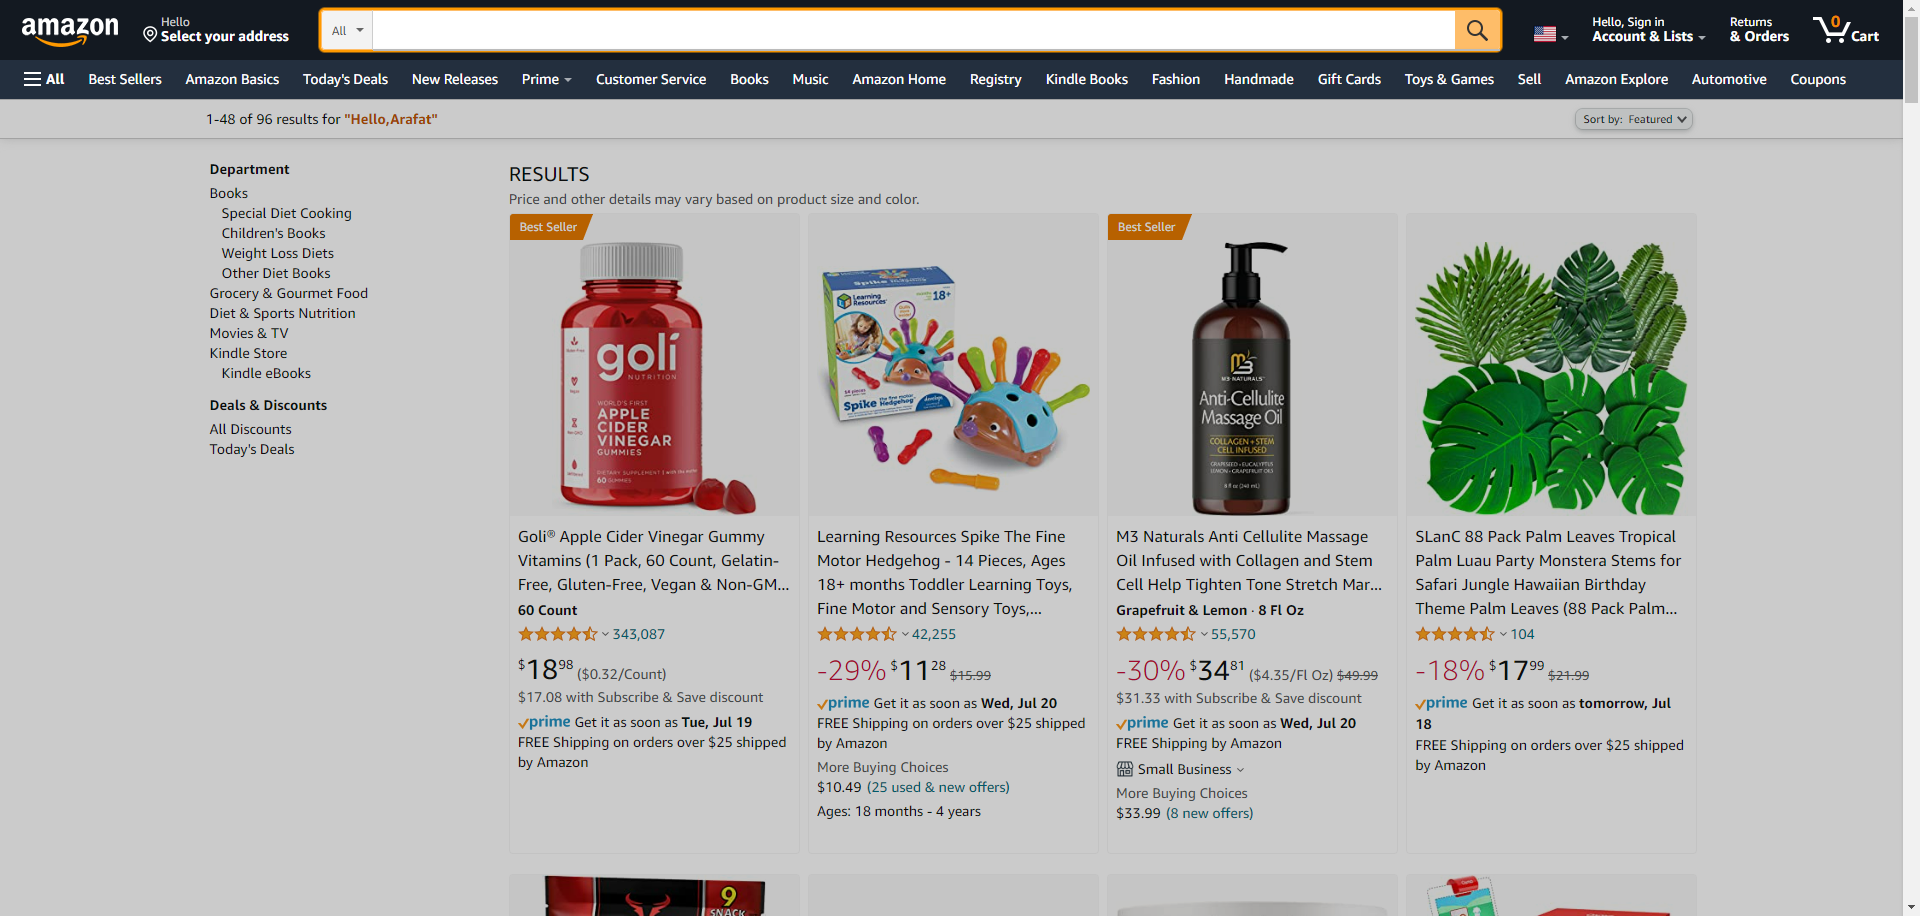 amazon
Hello
Select your address
All
Hello, Sign in
Account & Lists
Returns
& Orders
0
Cart
All
Best Sellers
Amazon Basics
Today's Deals
New Releases
Prime
Customer Service
Books
Music
Amazon Home
Registry
Kindle Books
Fashion
Handmade
Gift Cards
Toys & Games
Sell
Amazon Explore
Automotive
Coupons
1-48 of 96 results for "Hello,Arafat"
Sort by: Featured
Department
Books
Special Diet Cooking
Children's Books
Weight Loss Diets
Other Diet Books
Grocery & Gourmet Food
Diet & Sports Nutrition
Movies & TV
Kindle Store
Kindle eBooks
Deals & Discounts
All Discounts
Today's Deals
RESULTS
Price and other details may vary based on product size and color.
Best Seller
goli
NUTRITION
WORLD'S FIRST
APPLE
CIDER
VINEGAR
GUMMIES
60 GUMMIES
Goli® Apple Cider Vinegar Gummy
Vitamins (1 Pack, 60 Count, Gelatin-
Free, Gluten-Free, Vegan & Non-GM...
60 Count
343,087
$18.98 ($0.32/Count)
$17.08 with Subscribe & Save discount
prime Get it as soon as Tue, Jul 19
FREE Shipping on orders over $25 shipped
by Amazon
Learning
Resources
18+
Spike
Learning Resources Spike The Fine
Motor Hedgehog - 14 Pieces, Ages
18+ months Toddler Learning Toys,
Fine Motor and Sensory Toys,...
42,255
-29% $11.28 $15.99
prime Get it as soon as Wed, Jul 20
FREE Shipping on orders over $25 shipped
by Amazon
More Buying Choices
$10.49 (25 used & new offers)
Ages: 18 months - 4 years
Best Seller
M3
M3·NATURALS
Anti-Cellulite
Massage Oil
COLLAGEN + STEM
CELL INFUSED
M3 Naturals Anti Cellulite Massage
Oil Infused with Collagen and Stem
Cell Help Tighten Tone Stretch Mar...
Grapefruit & Lemon · 8 Fl Oz
55,570
-30% $34.81 ($4.35/Fl Oz) $49.99
$31.33 with Subscribe & Save discount
prime Get it as soon as Wed, Jul 20
FREE Shipping by Amazon
Small Business
More Buying Choices
$33.99 (8 new offers)
SLanC 88 Pack Palm Leaves Tropical
Palm Luau Party Monstera Stems for
Safari Jungle Hawaiian Birthday
Theme Palm Leaves (88 Pack Palm...
104
-18% $17.99 $21.99
prime Get it as soon as tomorrow, Jul
18
FREE Shipping on orders over $25 shipped
by Amazon
9
SNACK